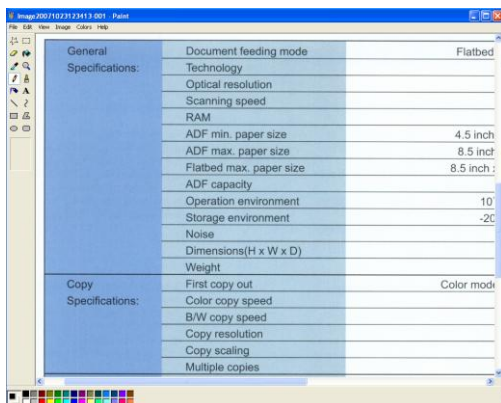 Image20071023123413-001 - Paint
File Edit View Image Colors Help
General Document feeding mode Flatbed
Specifications: Technology
Optical resolution
Scanning speed
RAM
ADF min. paper size 4.5 inch
ADF max. paper size 8.5 inch
Flatbed max. paper size 8.5 inch
ADF capacity
Operation environment 10
Storage environment -20
Noise
Dimensions(H x W x D)
Weight
Copy First copy out Color mode
Specifications: Color copy speed
B/W copy speed
Copy resolution
Copy scaling
Multiple copies